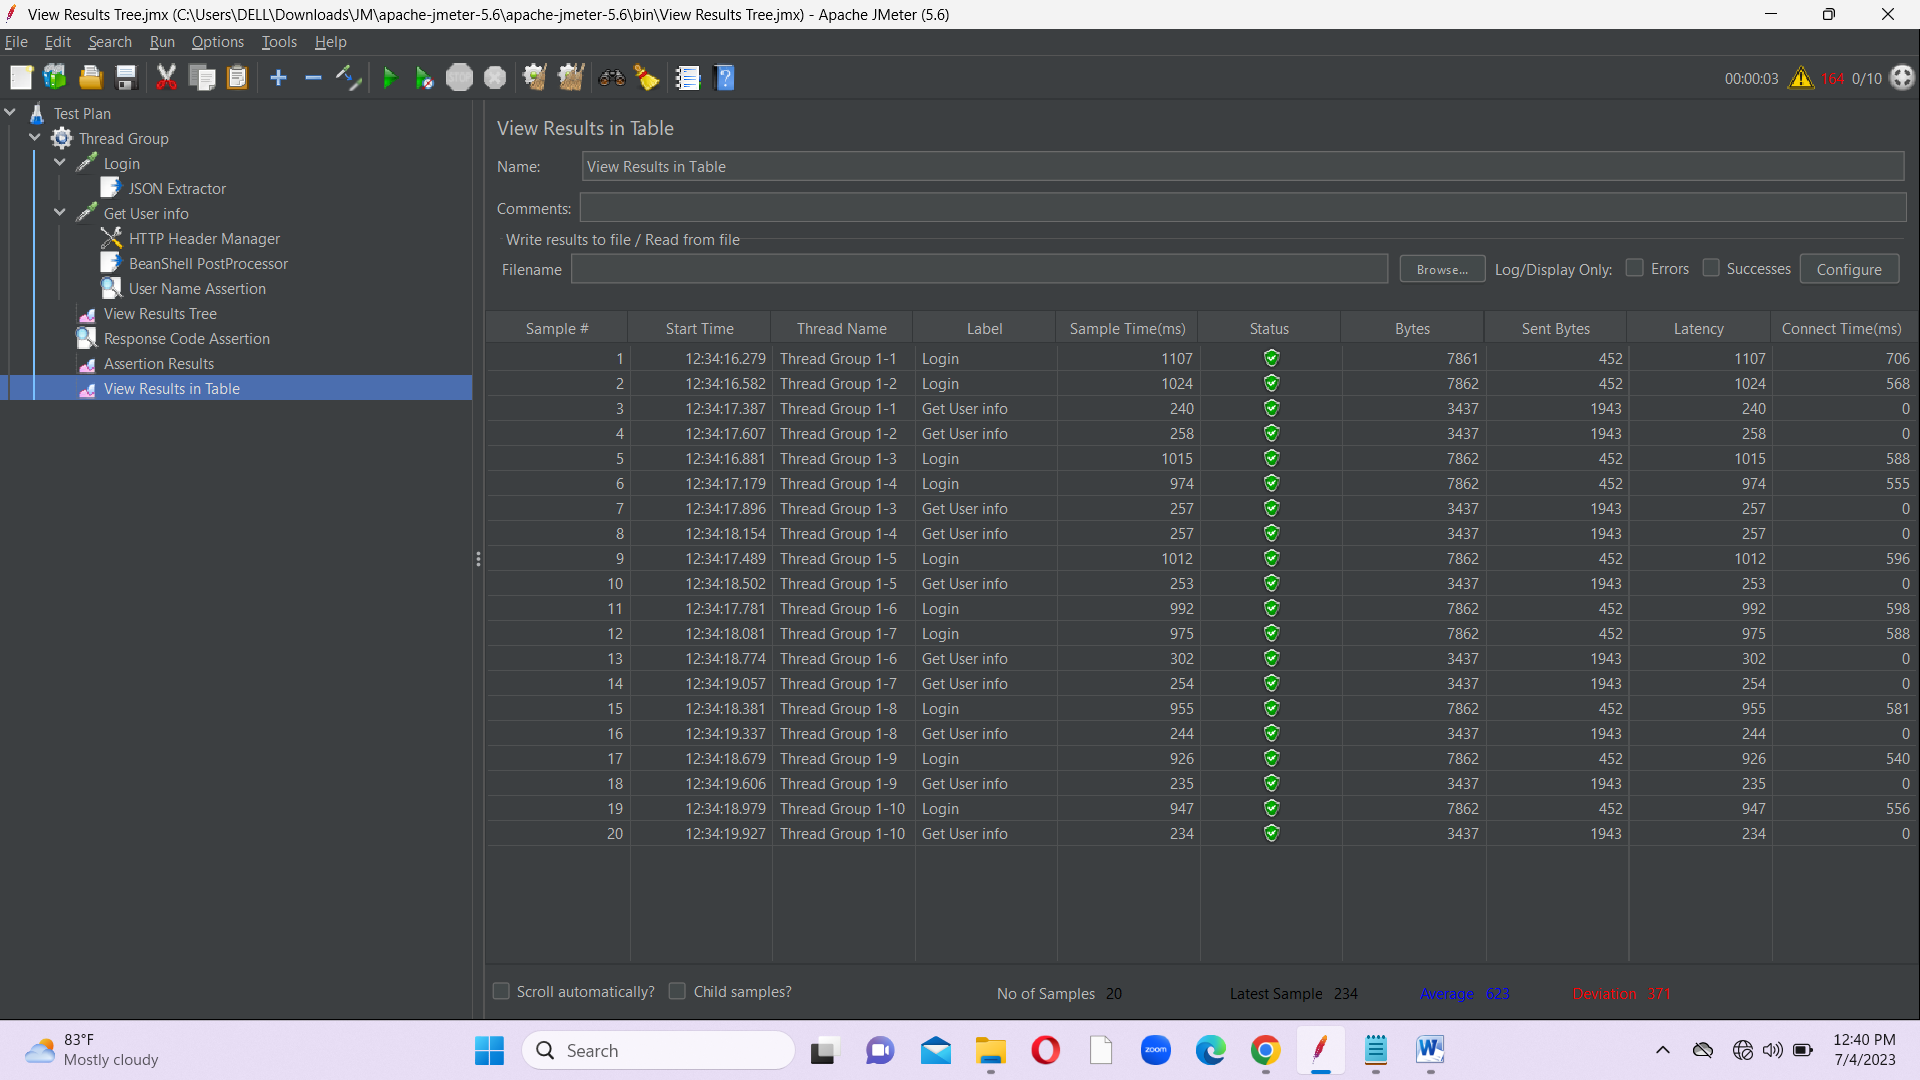 View Results Tree.jmx (C:\Users\DELL\Downloads\JM\apache-jmeter-5.6\apache-jmeter-5.6\bin\View Results Tree.jmx) - Apache JMeter (5.6)
File Edit Search Run Options Tools Help
STOP 00:00:03 164 0/10
Test Plan
Thread Group
Login
JSON Extractor
Get User info
HTTP Header Manager
BeanShell PostProcessor
User Name Assertion
View Results Tree
Response Code Assertion
Assertion Results
View Results in Table
View Results in Table
Name: View Results in Table
Comments:
Write results to file / Read from file
Filename Browse... Log/Display Only: Errors Successes Configure
Sample # Start Time Thread Name Label Sample Time(ms) Status Bytes Sent Bytes Latency Connect Time(ms)
1 12:34:16.279 Thread Group 1-1 Login 1107 7861 452 1107 706
2 12:34:16.582 Thread Group 1-2 Login 1024 7862 452 1024 568
3 12:34:17.387 Thread Group 1-1 Get User info 240 3437 1943 240 0
4 12:34:17.607 Thread Group 1-2 Get User info 258 3437 1943 258 0
5 12:34:16.881 Thread Group 1-3 Login 1015 7862 452 1015 588
6 12:34:17.179 Thread Group 1-4 Login 974 7862 452 974 555
7 12:34:17.896 Thread Group 1-3 Get User info 257 3437 1943 257 0
8 12:34:18.154 Thread Group 1-4 Get User info 257 3437 1943 257 0
9 12:34:17.489 Thread Group 1-5 Login 1012 7862 452 1012 596
10 12:34:18.502 Thread Group 1-5 Get User info 253 3437 1943 253 0
11 12:34:17.781 Thread Group 1-6 Login 992 7862 452 992 598
12 12:34:18.081 Thread Group 1-7 Login 975 7862 452 975 588
13 12:34:18.774 Thread Group 1-6 Get User info 302 3437 1943 302 0
14 12:34:19.057 Thread Group 1-7 Get User info 254 3437 1943 254 0
15 12:34:18.381 Thread Group 1-8 Login 955 7862 452 955 581
16 12:34:19.337 Thread Group 1-8 Get User info 244 3437 1943 244 0
17 12:34:18.679 Thread Group 1-9 Login 926 7862 452 926 540
18 12:34:19.606 Thread Group 1-9 Get User info 235 3437 1943 235 0
19 12:34:18.979 Thread Group 1-10 Login 947 7862 452 947 556
20 12:34:19.927 Thread Group 1-10 Get User info 234 3437 1943 234 0
Scroll automatically? Child samples? No of Samples 20 Latest Sample 234 Average 623 Deviation 371
83°F
Mostly cloudy
Search
zoom
W
12:40 PM
7/4/2023